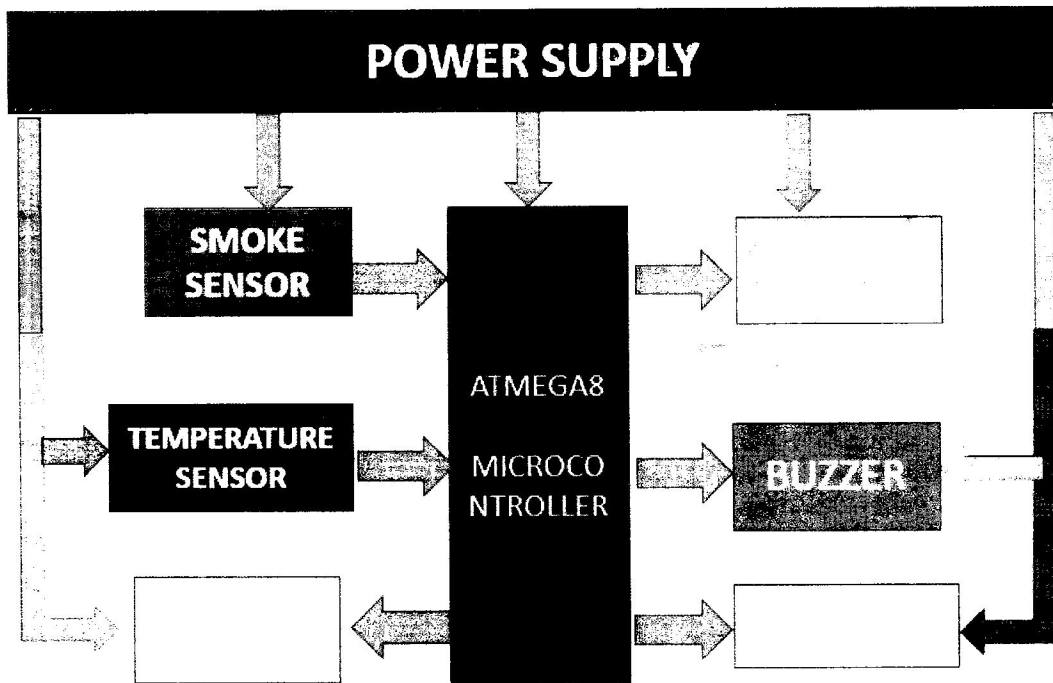 POWER SUPPLY
SMOKE
SENSOR
ATMEGA8
MICROCO
NTROLLER
TEMPERATURE
SENSOR
BUZZER